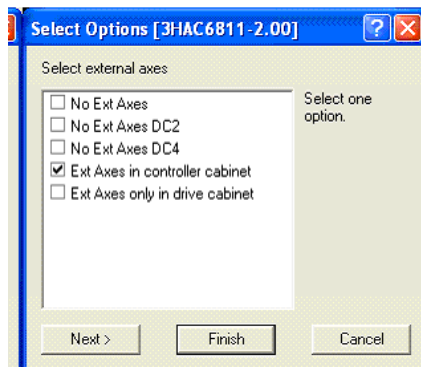 Select Options [3HAC6811-2.00]
Select external axes
No Ext Axes
No Ext Axes DC2
No Ext Axes DC4
Ext Axes in controller cabinet
Ext Axes only in drive cabinet
Select one
option.
Next >
Finish
Cancel